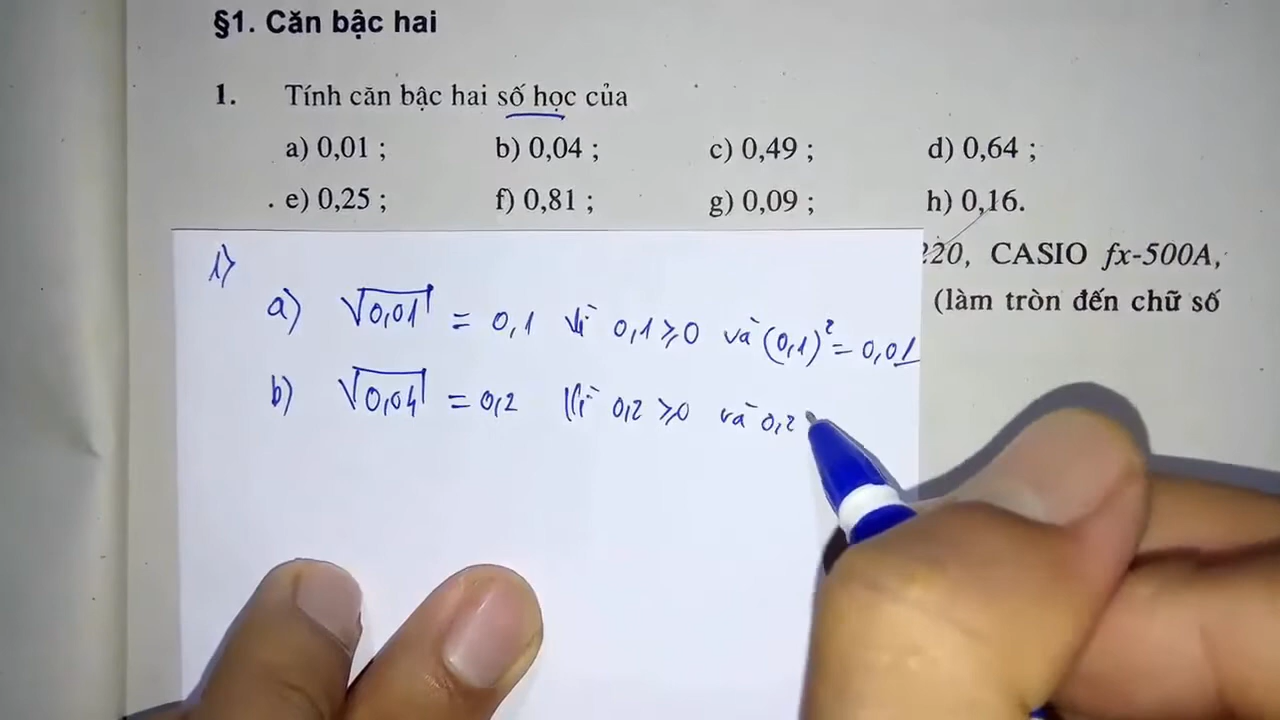 §1. Căn bậc hai
1. Tính căn bậc hai số học của
a) 0,01 ; b) 0,04 ; c) 0,49 ; d) 0,64 ;
e) 0,25 ; f) 0,81 ; g) 0,09 ; h) 0,16.
220, CASIO fx-500A,
(làm tròn đến chữ số
1)
a) √0,01 = 0,1 Vì 0,1 ⩾ 0 và (0,1)² = 0,01
b) √0,04 = 0,2 Vì 0,2 ⩾ 0 và 0,2